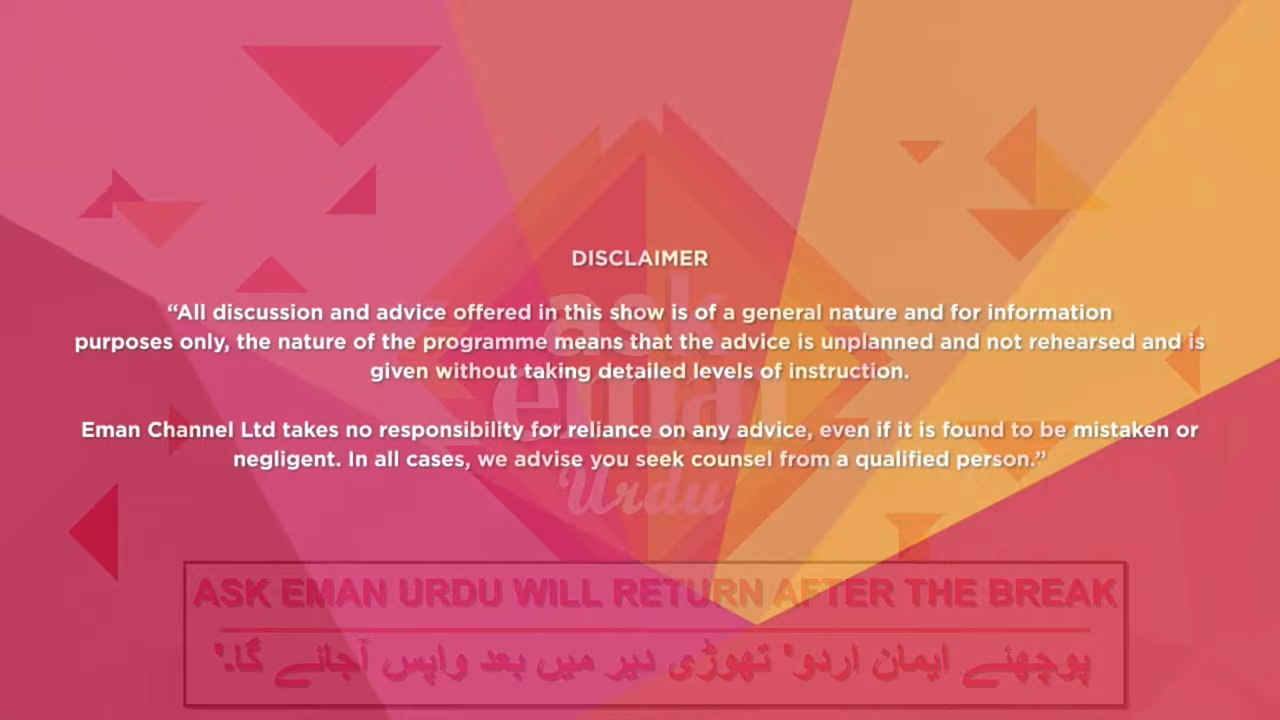 DISCLAIMER
“All discussion and advice offered in this show is of a general nature and for information
purposes only, the nature of the programme means that the advice is unplanned and not rehearsed and is
given without taking detailed levels of instruction.
ask
eman
Eman Channel Ltd takes no responsibility for reliance on any advice, even if it is found to be mistaken or
negligent. In all cases, we advise you seek counsel from a qualified person.”
Urdu
ASK EMAN URDU WILL RETURN AFTER THE BREAK
پوچھئے ایمان اردو' تھوڑی دیر میں بعد واپس آجائے گا.'